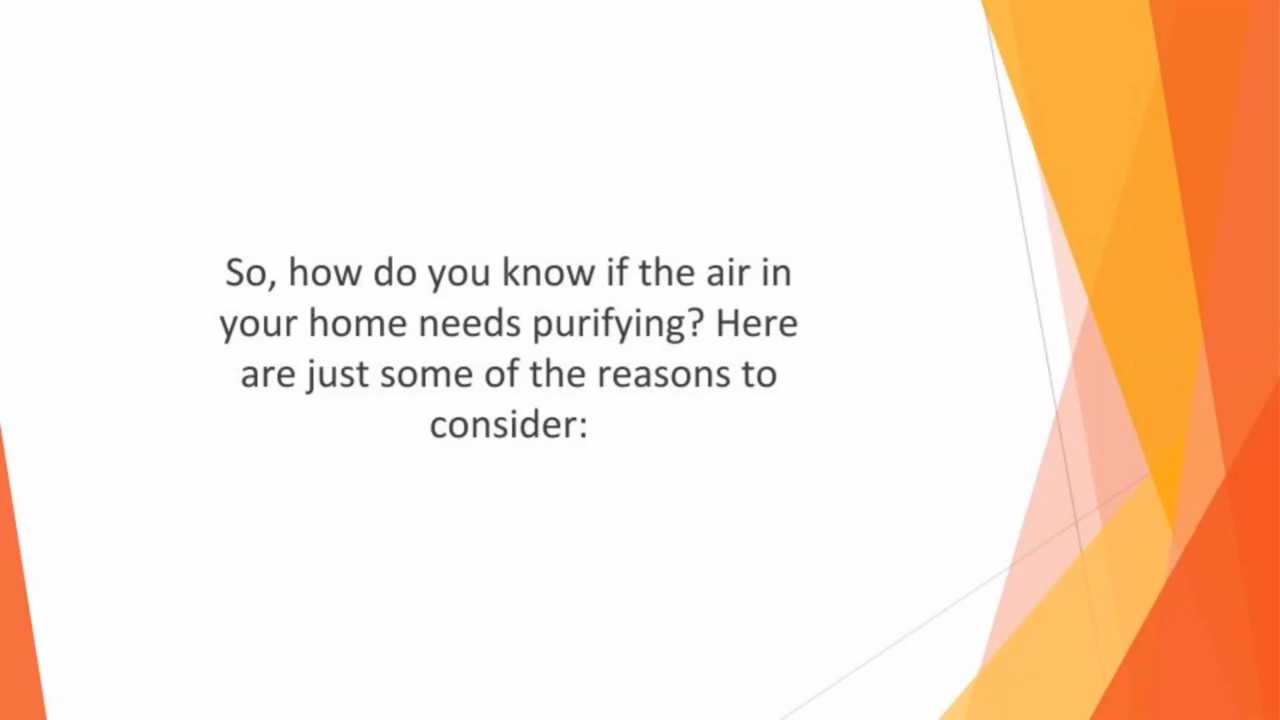 So, how do you know if the air in
your home needs purifying? Here
are just some of the reasons to
consider: